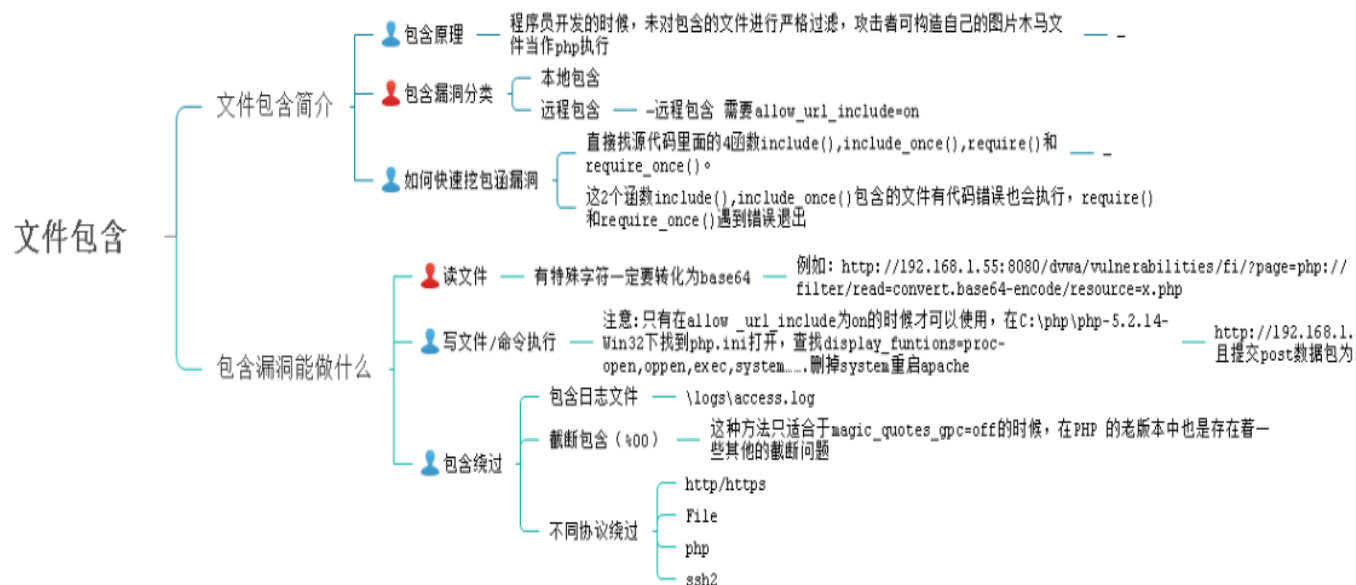 文件包含
文件包含简介
包含原理
程序员开发的时候，未对包含的文件进行严格过滤，攻击者可构造自己的图片木马文
件当作php执行
包含漏洞分类
本地包含
远程包含
—远程包含 需要allow_url_include=on
如何快速挖包涵漏洞
直接找源代码里面的4函数include(),include_once(),require()和
require_once()。
这2个涵数include(),include_once()包含的文件有代码错误也会执行，require()
和require_once()遇到错误退出
包含漏洞能做什么
读文件
有特殊字符一定要转化为base64
例如：http://192.168.1.55:8080/dvwa/vulnerabilities/fi/?page=php://
filter/read=convert.base64-encode/resource=x.php
写文件/命令执行
注意:只有在allow _url_include为on的时候才可以使用，在C:\php\php-5.2.14-
Win32下找到php.ini打开，查找display_funtions=proc-
open,oppen,exec,system……删掉system重启apache
http://192.168.1.
且提交post数据包为
包含绕过
包含日志文件
\logs\access.log
截断包含（%00）
这种方法只适合于magic_quotes_gpc=off的时候，在PHP 的老版本中也是存在着一
些其他的截断问题
不同协议绕过
http/https
File
php
ssh2